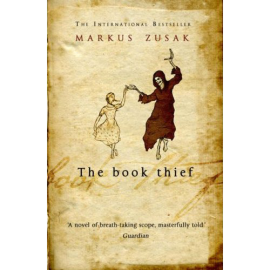 THE INTERNATIONAL BESTSELLER
MARKUS ZUSAK
The book thief
'A novel of breath-taking scope, masterfully told'
Guardian